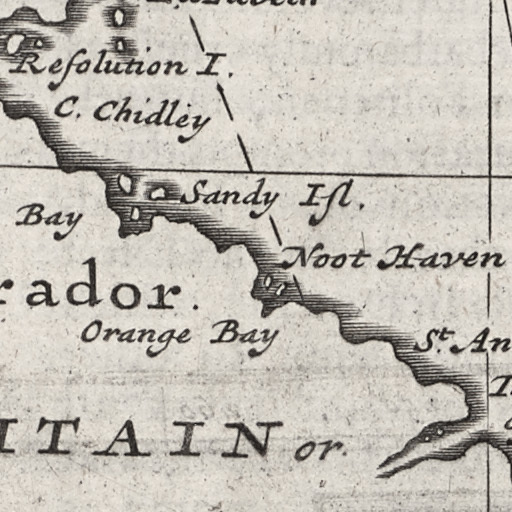 Resolution I.
C. Chidley
Sandy Isl.
Bay
Noot Haven
rador.
Orange Bay
St. An
ITAIN or